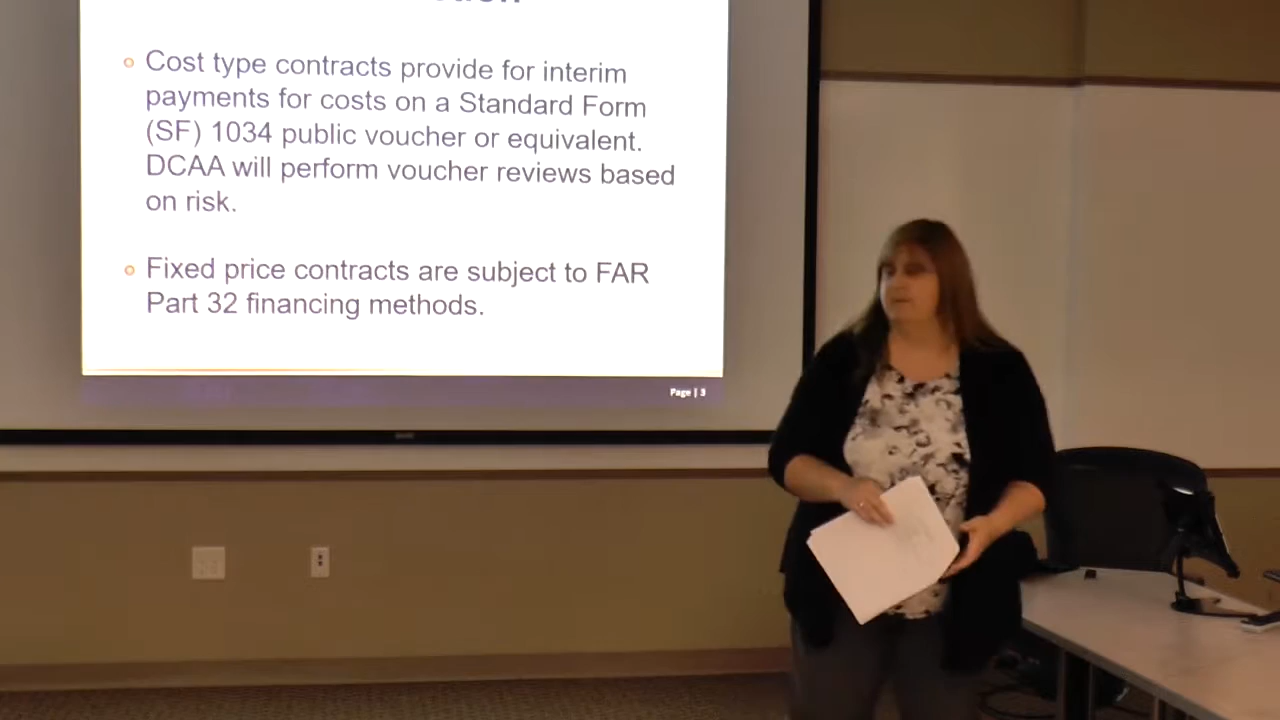 Cost type contracts provide for interim
payments for costs on a Standard Form
(SF) 1034 public voucher or equivalent.
DCAA will perform voucher reviews based
on risk.
Fixed price contracts are subject to FAR
Part 32 financing methods.
Page | 3